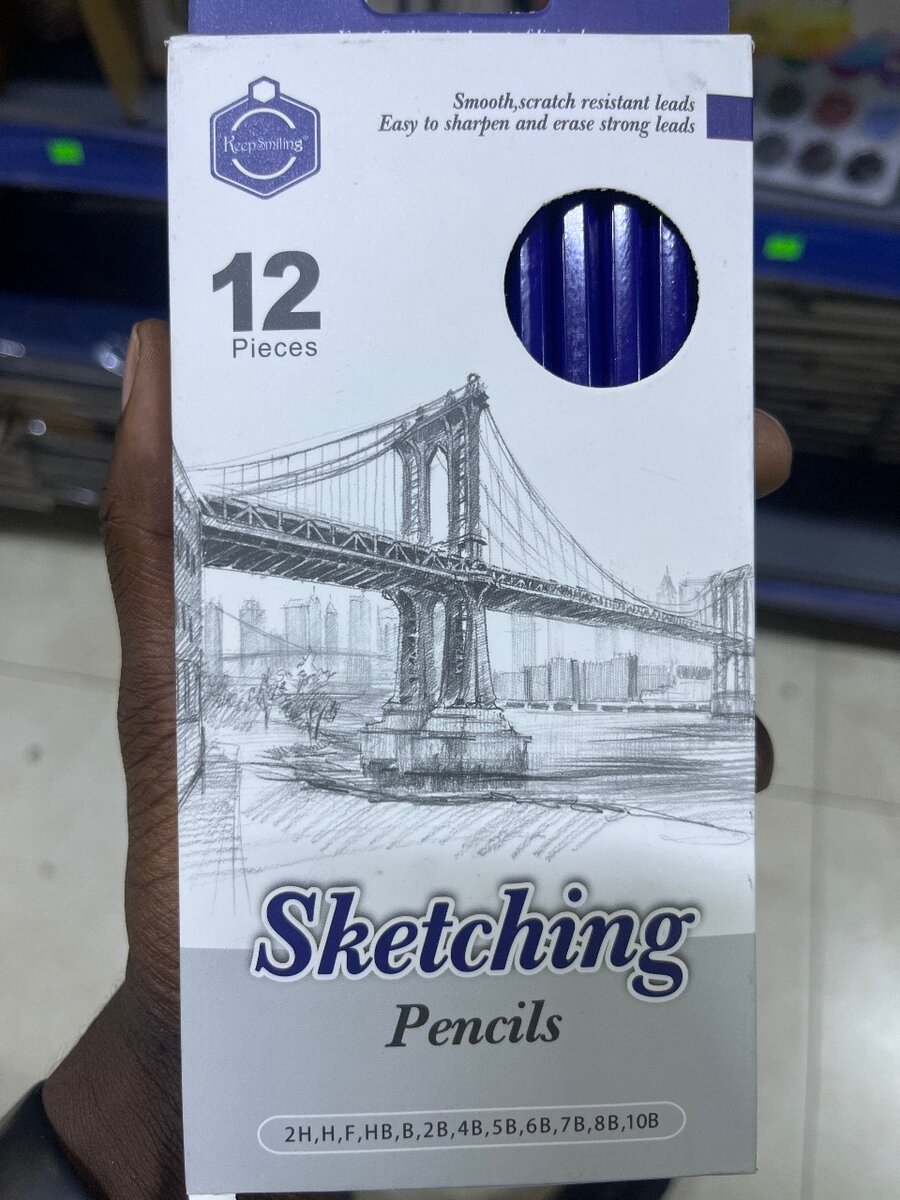 Smooth,scratch resistant leads
Easy to sharpen and erase strong leads
KeepSmiling®
12
Pieces
Sketching
Pencils
2H,H,F,HB,B,2B,4B,5B,6B,7B,8B,10B